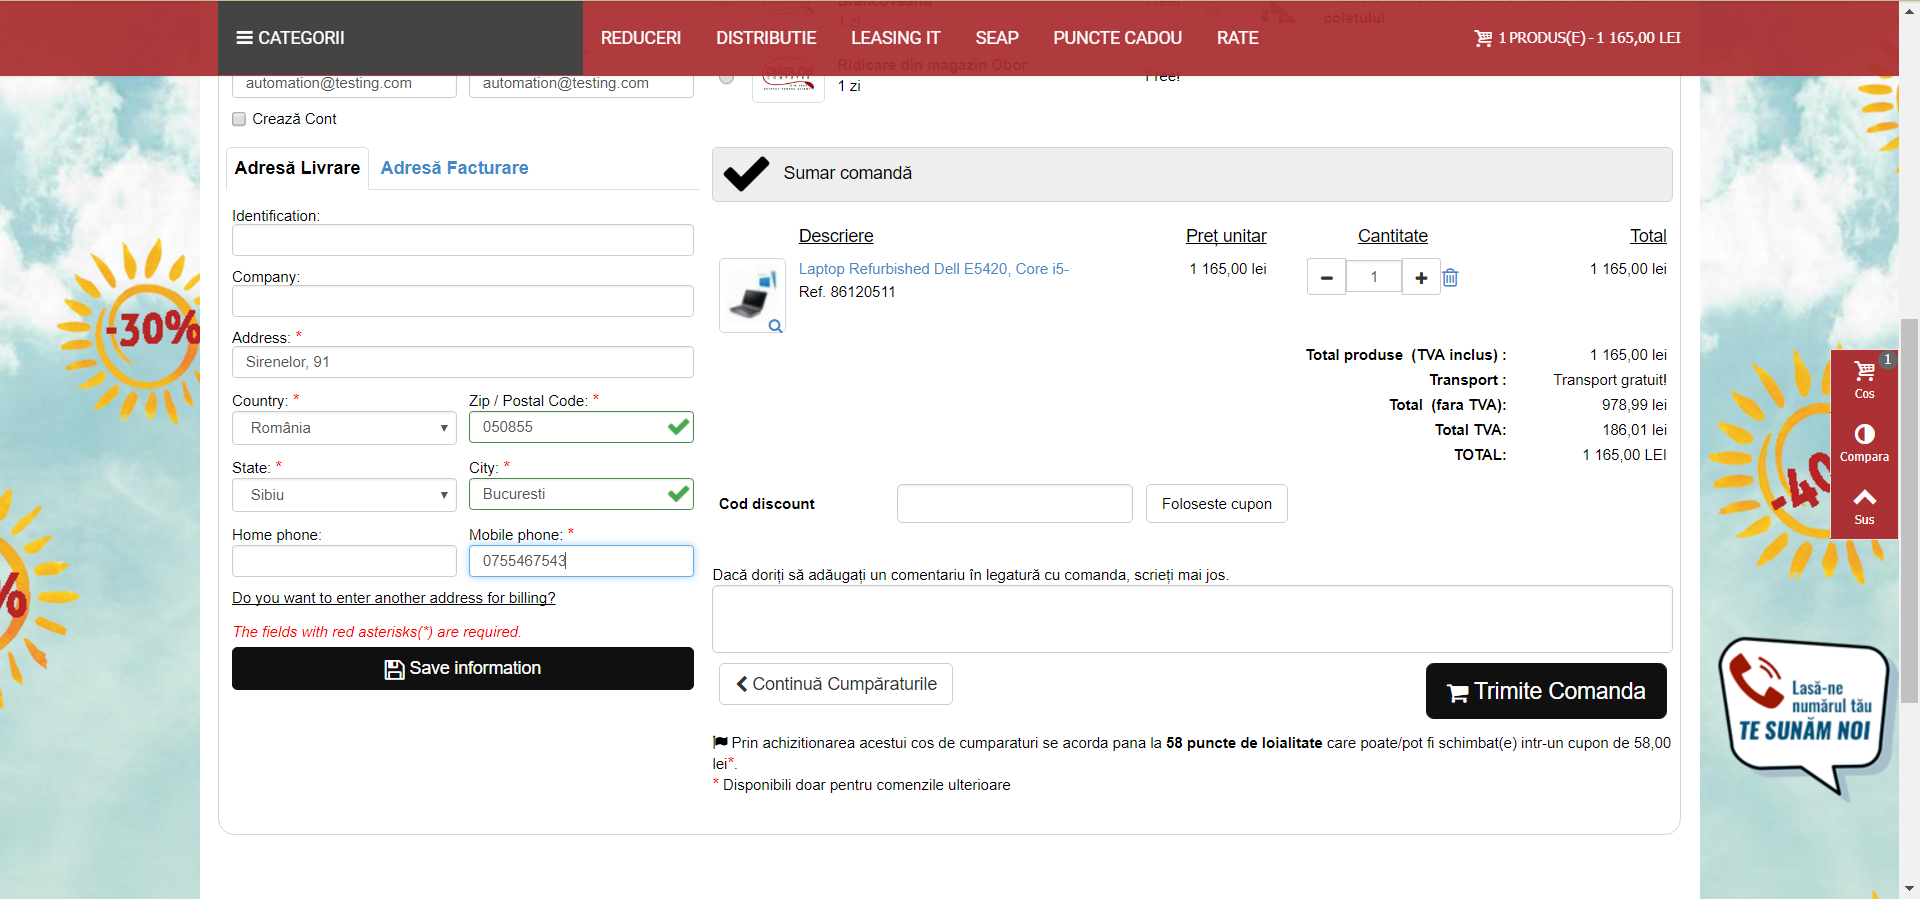 CATEGORII
REDUCERI
DISTRIBUTIE
LEASING IT
SEAP
PUNCTE CADOU
RATE
1 PRODUS(E) - 1 165,00 LEI
Brancoveanu
1 zi
Free!
coletului
Ridicare din magazin Obor
1 zi
Free!
automation@testing.com
automation@testing.com
Crează Cont
Adresă Livrare
Adresă Facturare
Identification:
Company:
Address: *
Sirenelor, 91
Country: *
Zip / Postal Code: *
România
050855
State: *
City: *
Sibiu
Bucuresti
Home phone:
Mobile phone: *
0755467543
Do you want to enter another address for billing?
The fields with red asterisks(*) are required.
Save information
Sumar comandă
Descriere
Preț unitar
Cantitate
Total
Laptop Refurbished Dell E5420, Core i5-
1 165,00 lei
1
1 165,00 lei
Ref. 86120511
Total produse (TVA inclus) :
1 165,00 lei
Transport :
Transport gratuit!
Total (fara TVA):
978,99 lei
Total TVA:
186,01 lei
TOTAL:
1 165,00 LEI
Cod discount
Foloseste cupon
Dacă doriți să adăugați un comentariu în legatură cu comanda, scrieți mai jos.
Continuă Cumpăraturile
Trimite Comanda
Prin achizitionarea acestui cos de cumparaturi se acorda pana la 58 puncte de loialitate care poate/pot fi schimbat(e) intr-un cupon de 58,00
lei*.
* Disponibili doar pentru comenzile ulterioare
1
Cos
Compara
Sus
Lasă-ne
numărul tău
TE SUNĂM NOI
-30%
-40
%